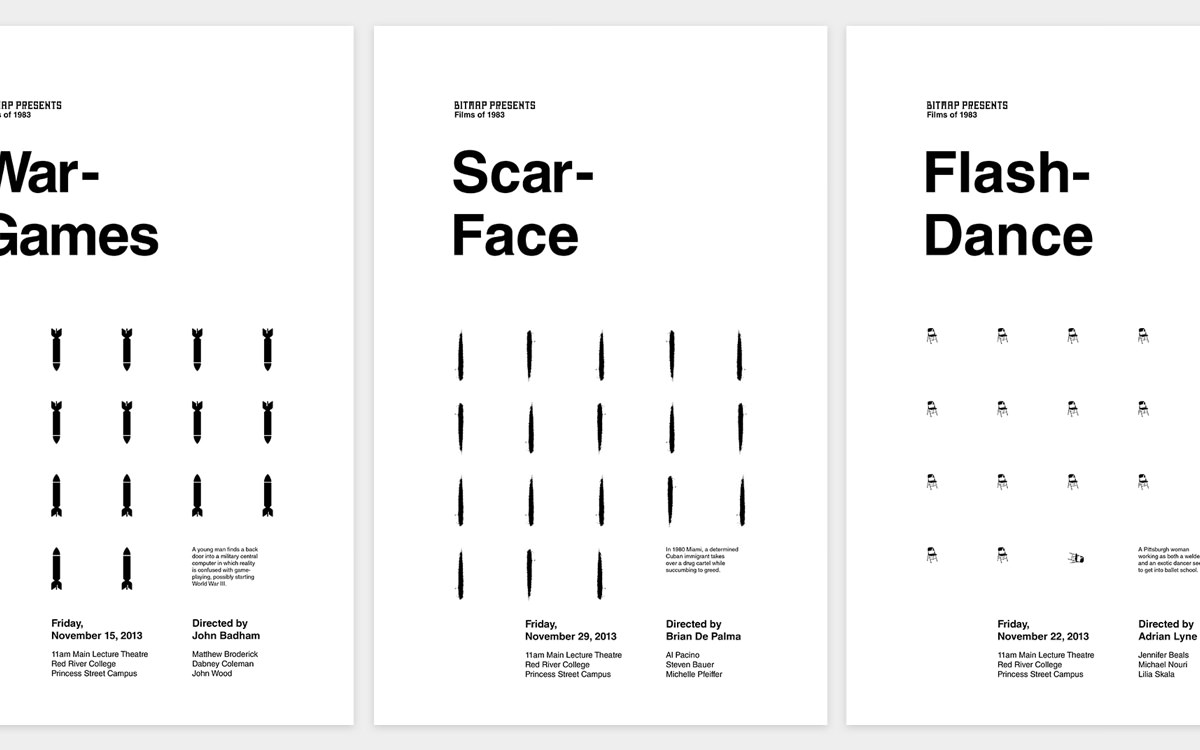 AP PRESENTS
s of 1983
War-
Games
A young man finds a back
door into a military central
computer in which reality
is confused with game-
playing, possibly starting
World War III.
Friday,
November 15, 2013
11am Main Lecture Theatre
Red River College
Princess Street Campus
Directed by
John Badham
Matthew Broderick
Dabney Coleman
John Wood
BITMAP PRESENTS
Films of 1983
Scar-
Face
In 1980 Miami, a determined
Cuban immigrant takes
over a drug cartel while
succumbing to greed.
Friday,
November 29, 2013
11am Main Lecture Theatre
Red River College
Princess Street Campus
Directed by
Brian De Palma
Al Pacino
Steven Bauer
Michelle Pfeiffer
BITMAP PRESENTS
Films of 1983
Flash-
Dance
A Pittsburgh woman
working as both a welde
and an exotic dancer see
to get into ballet school.
Friday,
November 22, 2013
11am Main Lecture Theatre
Red River College
Princess Street Campus
Directed by
Adrian Lyne
Jennifer Beals
Michael Nouri
Lilia Skala